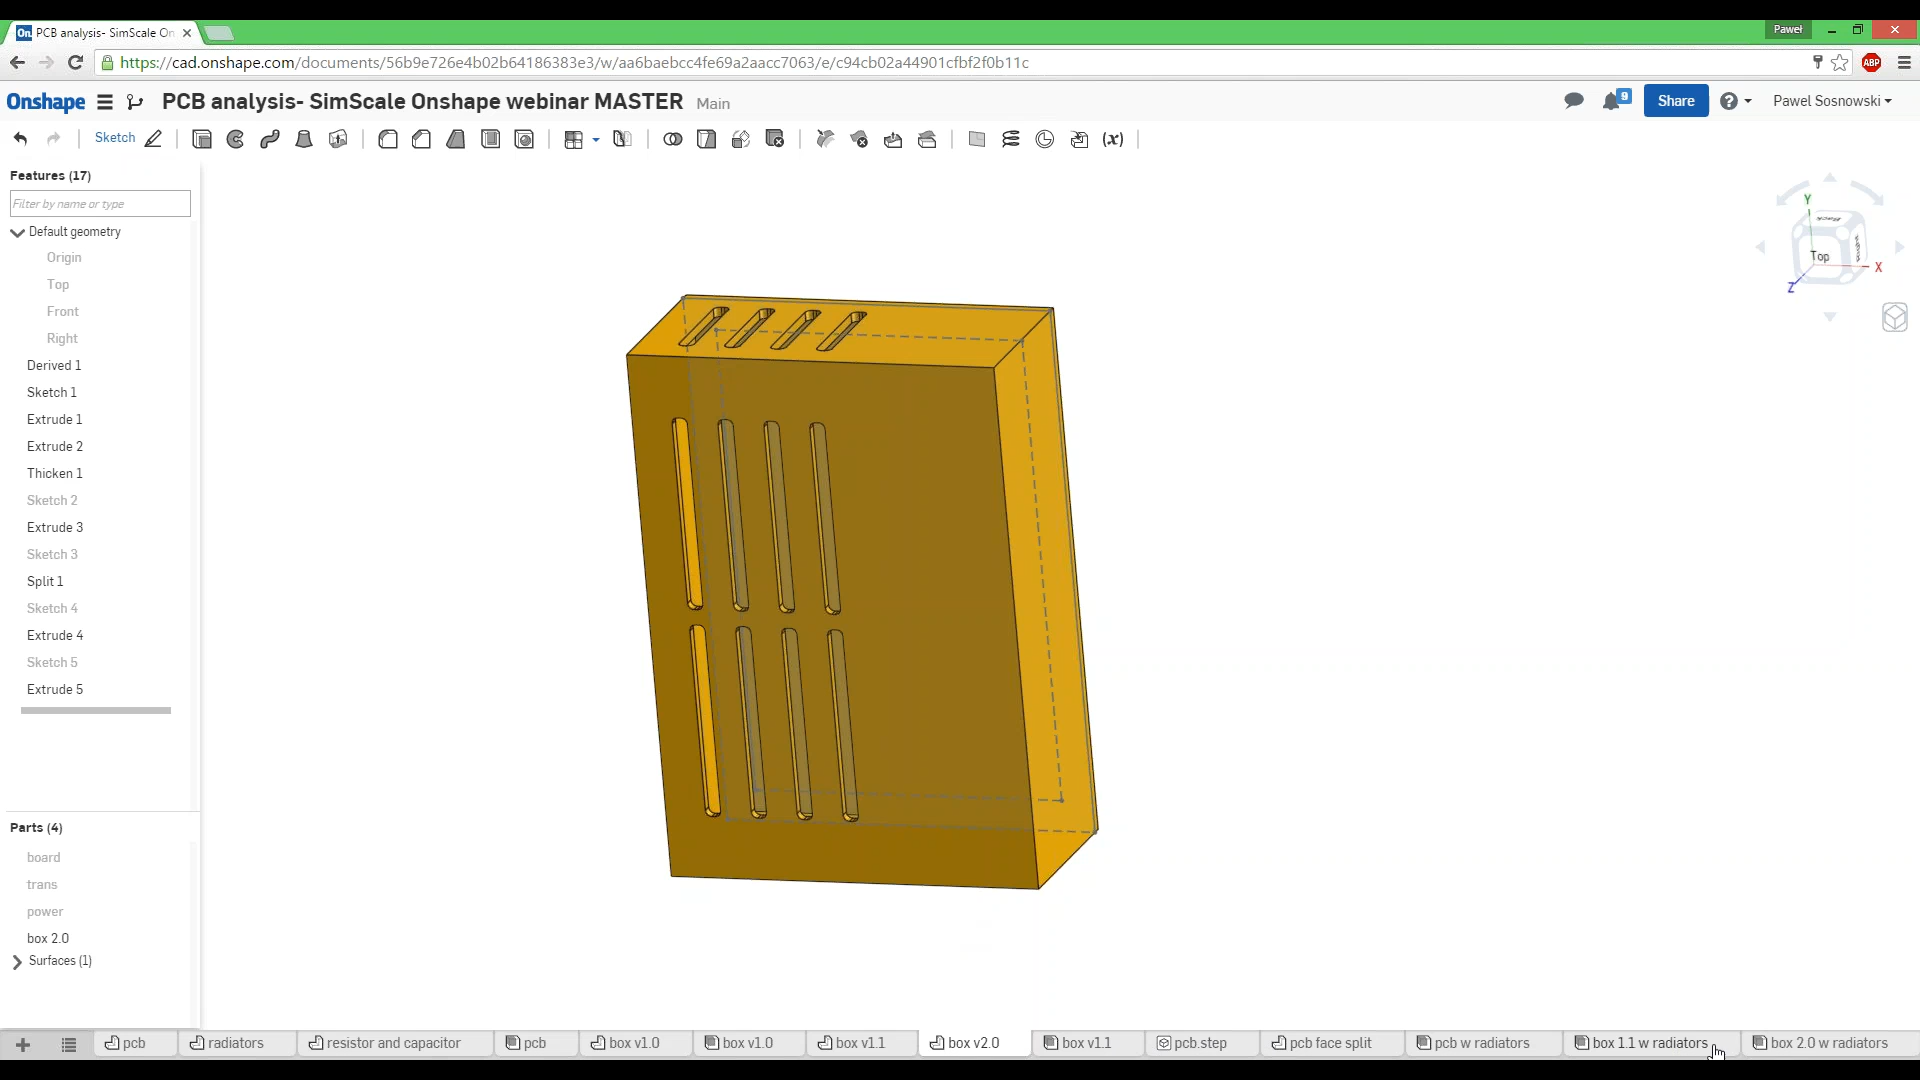 On. PCB analysis- SimScale On
Paweł
https://cad.onshape.com/documents/56b9e726e4b02b64186383e3/w/aa6baebcc4fe69a2aacc7063/e/c94cb02a44901cfbf2f0b11c
ABP
Onshape PCB analysis- SimScale Onshape webinar MASTER Main
9 Share Pawel Sosnowski
Sketch (x)
Features (17)
Filter by name or type
Default geometry
Origin
Top
Front
Right
Derived 1
Sketch 1
Extrude 1
Extrude 2
Thicken 1
Sketch 2
Extrude 3
Sketch 3
Split 1
Sketch 4
Extrude 4
Sketch 5
Extrude 5
Y
Back
Top
X
Z
Parts (4)
board
trans
power
box 2.0
Surfaces (1)
pcb radiators resistor and capacitor pcb box v1.0 box v1.0 box v1.1 box v2.0 box v1.1 pcb.step pcb face split pcb w radiators box 1.1 w radiators box 2.0 w radiators